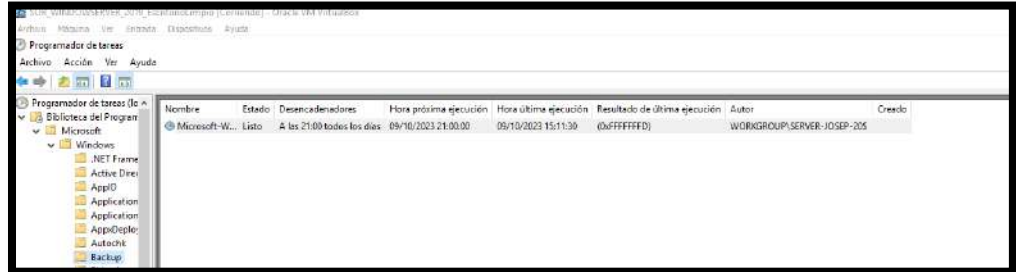 SOR_WINDOWSERVER_2019_EscritorioLimpio [Corriendo] - Oracle VM VirtualBox
Archivo Máquina Ver Entrada Dispositivos Ayuda
Programador de tareas
Archivo Acción Ver Ayuda
Programador de tareas (lo
Biblioteca del Program
Microsoft
Windows
.NET Frame
Active Direc
AppID
Application
Application
AppxDeploy
Autochk
Backup
Nombre Estado Desencadenadores Hora próxima ejecución Hora última ejecución Resultado de última ejecución Autor Creado
Microsoft-W... Listo A las 21:00 todos los días 09/10/2023 21:00:00 09/10/2023 15:11:30 (0xFFFFFFFD) WORKGROUP\SERVER-JOSEP-20$